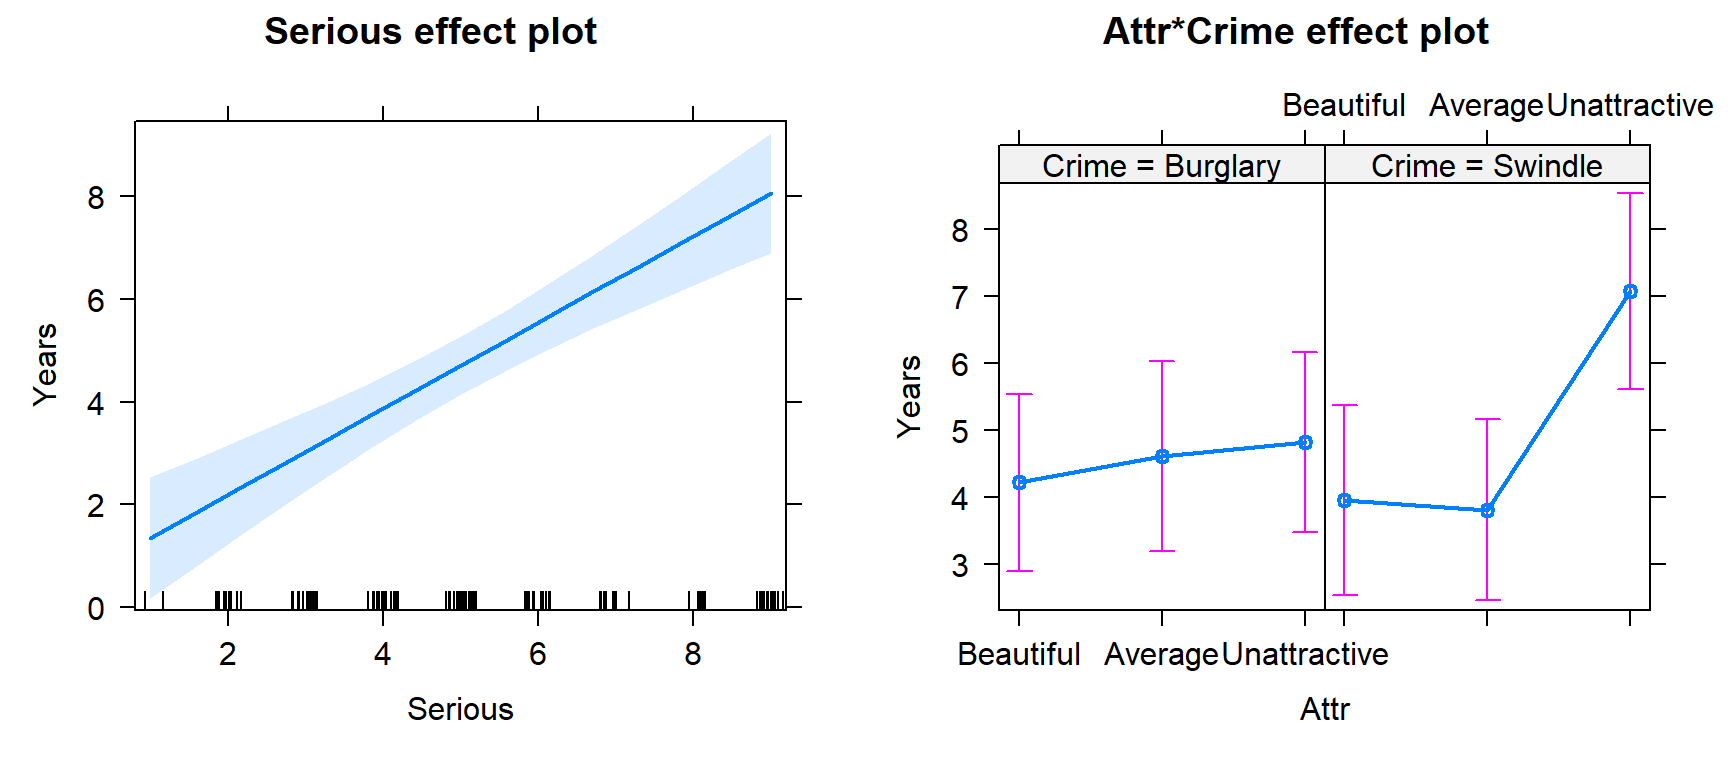 Serious effect plot
Years
8
6
4
2
0
2 4 6 8
Serious
Attr*Crime effect plot
Beautiful Average Unattractive
Crime = Burglary Crime = Swindle
Years
8
7
6
5
4
3
Beautiful Average Unattractive
Attr